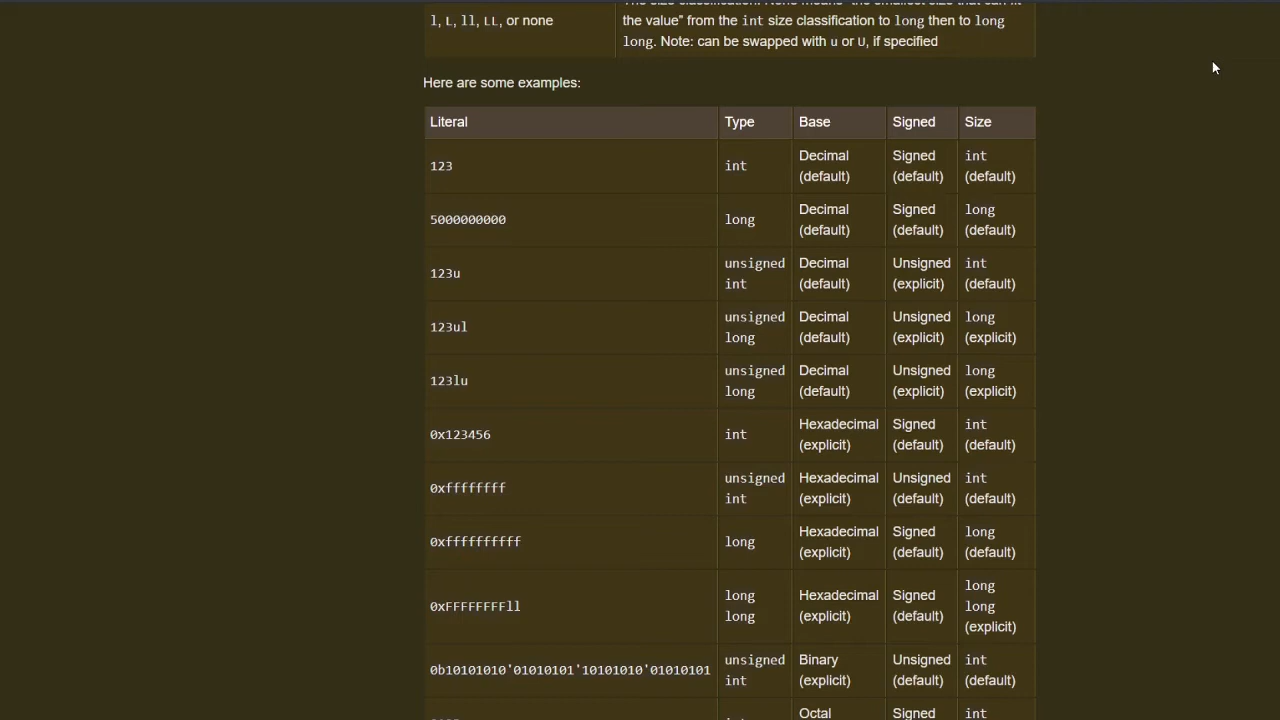 l, L, ll, LL, or none
the value" from the int size classification to long then to long
long. Note: can be swapped with u or U, if specified
Here are some examples:
Literal Type Base Signed Size
123 int Decimal (default) Signed (default) int (default)
5000000000 long Decimal (default) Signed (default) long (default)
123u unsigned int Decimal (default) Unsigned (explicit) int (default)
123ul unsigned long Decimal (default) Unsigned (explicit) long (explicit)
123lu unsigned long Decimal (default) Unsigned (explicit) long (explicit)
0x123456 int Hexadecimal (explicit) Signed (default) int (default)
0xffffffff unsigned int Hexadecimal (explicit) Unsigned (default) int (default)
0xffffffffff long Hexadecimal (explicit) Signed (default) long (default)
0xFFFFFFFFll long long Hexadecimal (explicit) Signed (default) long long (explicit)
0b10101010'01010101'10101010'01010101 unsigned int Binary (explicit) Unsigned (default) int (default)
Octal Signed int